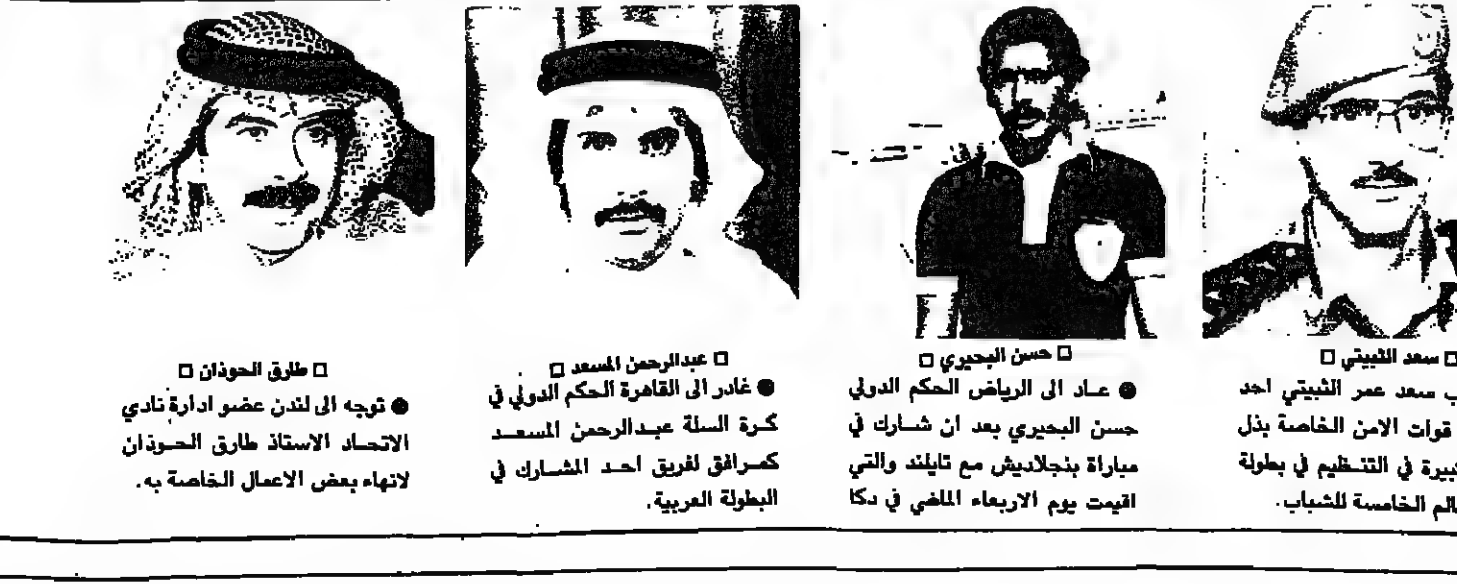 □ سعد الثبيتي □
سعد عمر الثبيتي احد
قوات الامن الخاصة بذل
في التنظيم في بطولة
الخامسة للشباب.
□ حسن البحيري □
● عاد الى الرياض الحكم الدولي
حسن البحيري بعد ان شارك في
مباراة بنجلاديش مع تايلند والتي
اقيمت يوم الاربعاء الماضي في دكا
□ عبدالرحمن المسعد □
● غادر الى القاهرة الحكم الدولي في
كرة السلة عبدالرحمن المسعد
كمرافق لفريق احد المشارك في
البطولة العربية.
□ طارق الحوذان □
● توجه الى لندن عضو ادارة نادي
الاتحاد الاستاذ طارق الحوذان
لانهاء بعض الاعمال الخاصة به.